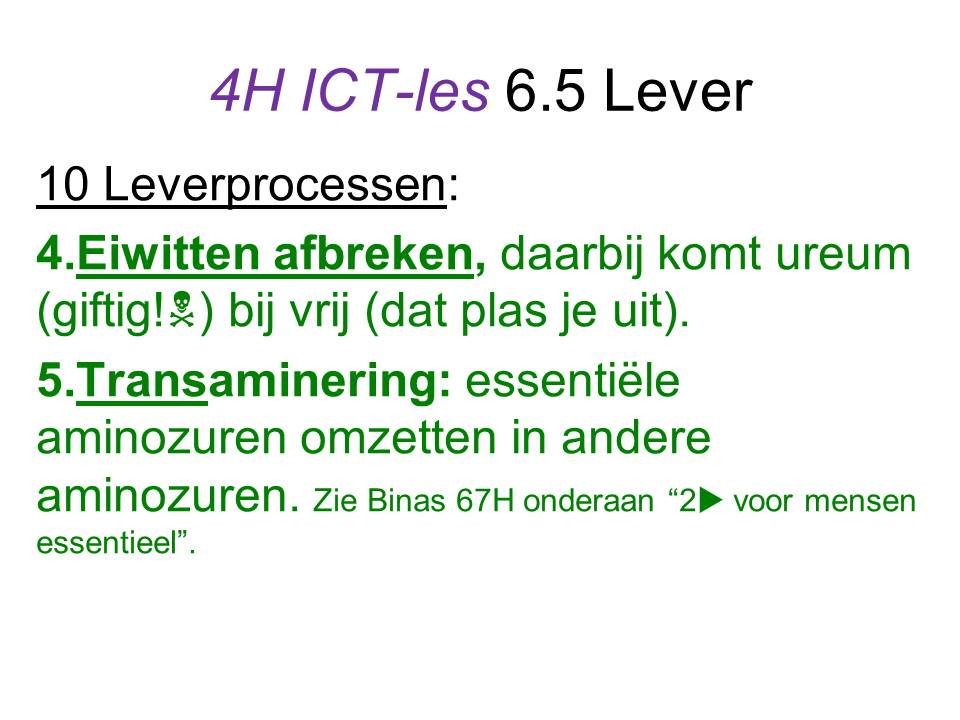 4H ICT-les 6.5 Lever
10 Leverprocessen:
4.Eiwitten afbreken, daarbij komt ureum
(giftig!☠) bij vrij (dat plas je uit).
5.Transaminering: essentiële
aminozuren omzetten in andere
aminozuren. Zie Binas 67H onderaan “2▶ voor mensen
essentieel”.